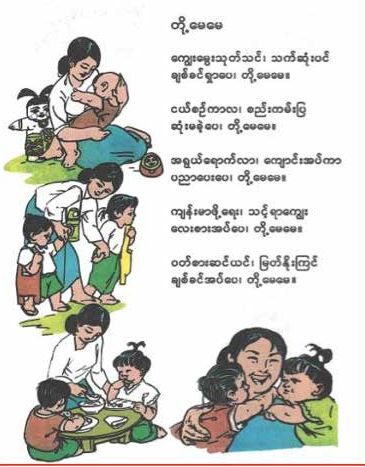 တို့မေမေ
ကျွေးမွေးသုတ်သင်၊ သက်ဆုံးပင်
ချစ်ခင်ရှာပေ၊ တို့မေမေ။
ငယ်စဉ်ကာလ၊ စည်းကမ်းပြ
ဆုံးမခဲ့ပေ၊ တို့မေမေ။
အရွယ်ရောက်လာ၊ ကျောင်းအပ်ကာ
ပညာပေးပေ၊ တို့မေမေ။
ကျန်းမာဖို့ရေး၊ သင့်ရာကျွေး
လေးစားအပ်ပေ၊ တို့မေမေ။
ဝတ်စားဆင်ယင်၊ မြတ်နိုးကြင်
ချစ်ခင်အပ်ပေ၊ တို့မေမေ။